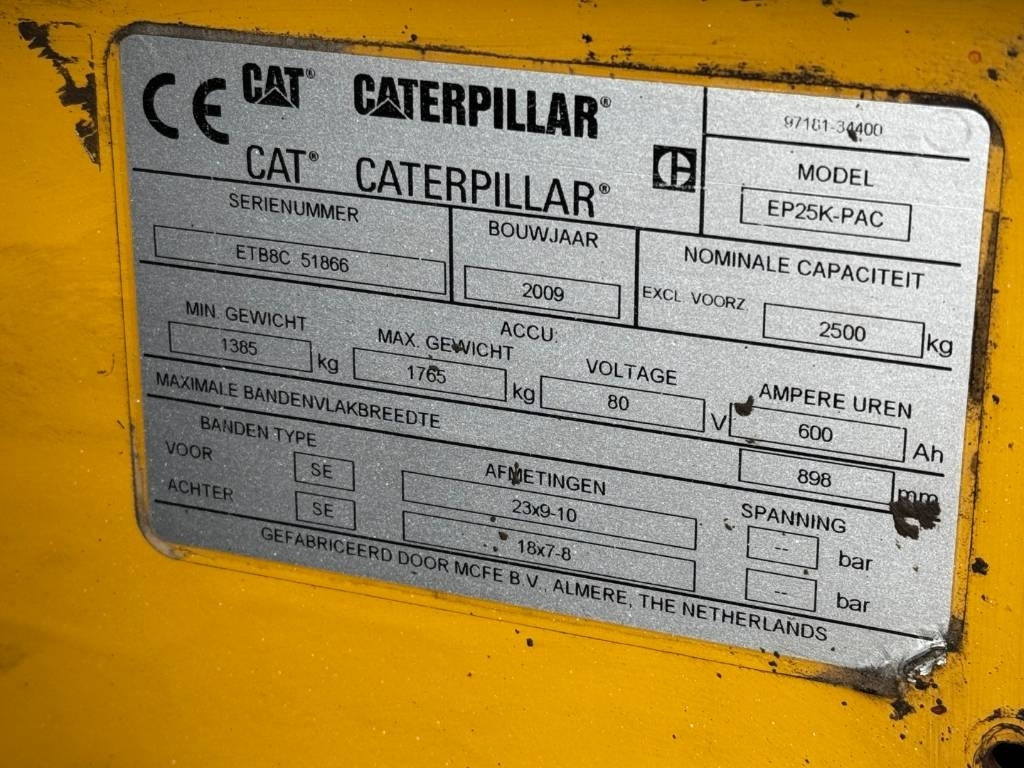 CE CAT® CATERPILLAR®
CAT® CATERPILLAR®
97161-34400
MODEL
EP25K-PAC
SERIENUMMER
ETB8C 51866
BOUWJAAR
2009
NOMINALE CAPACITEIT
EXCL. VOORZ. 2500 kg
ACCU:
MIN. GEWICHT
1385 kg
MAX. GEWICHT
1765 kg
VOLTAGE
80 V
AMPERE UREN
600 Ah
MAXIMALE BANDENVLAKBREEDTE 898 mm
BANDEN TYPE AFMETINGEN SPANNING
VOOR SE 23x9-10 -- bar
ACHTER SE 18x7-8 -- bar
GEFABRICEERD DOOR MCFE B.V., ALMERE, THE NETHERLANDS